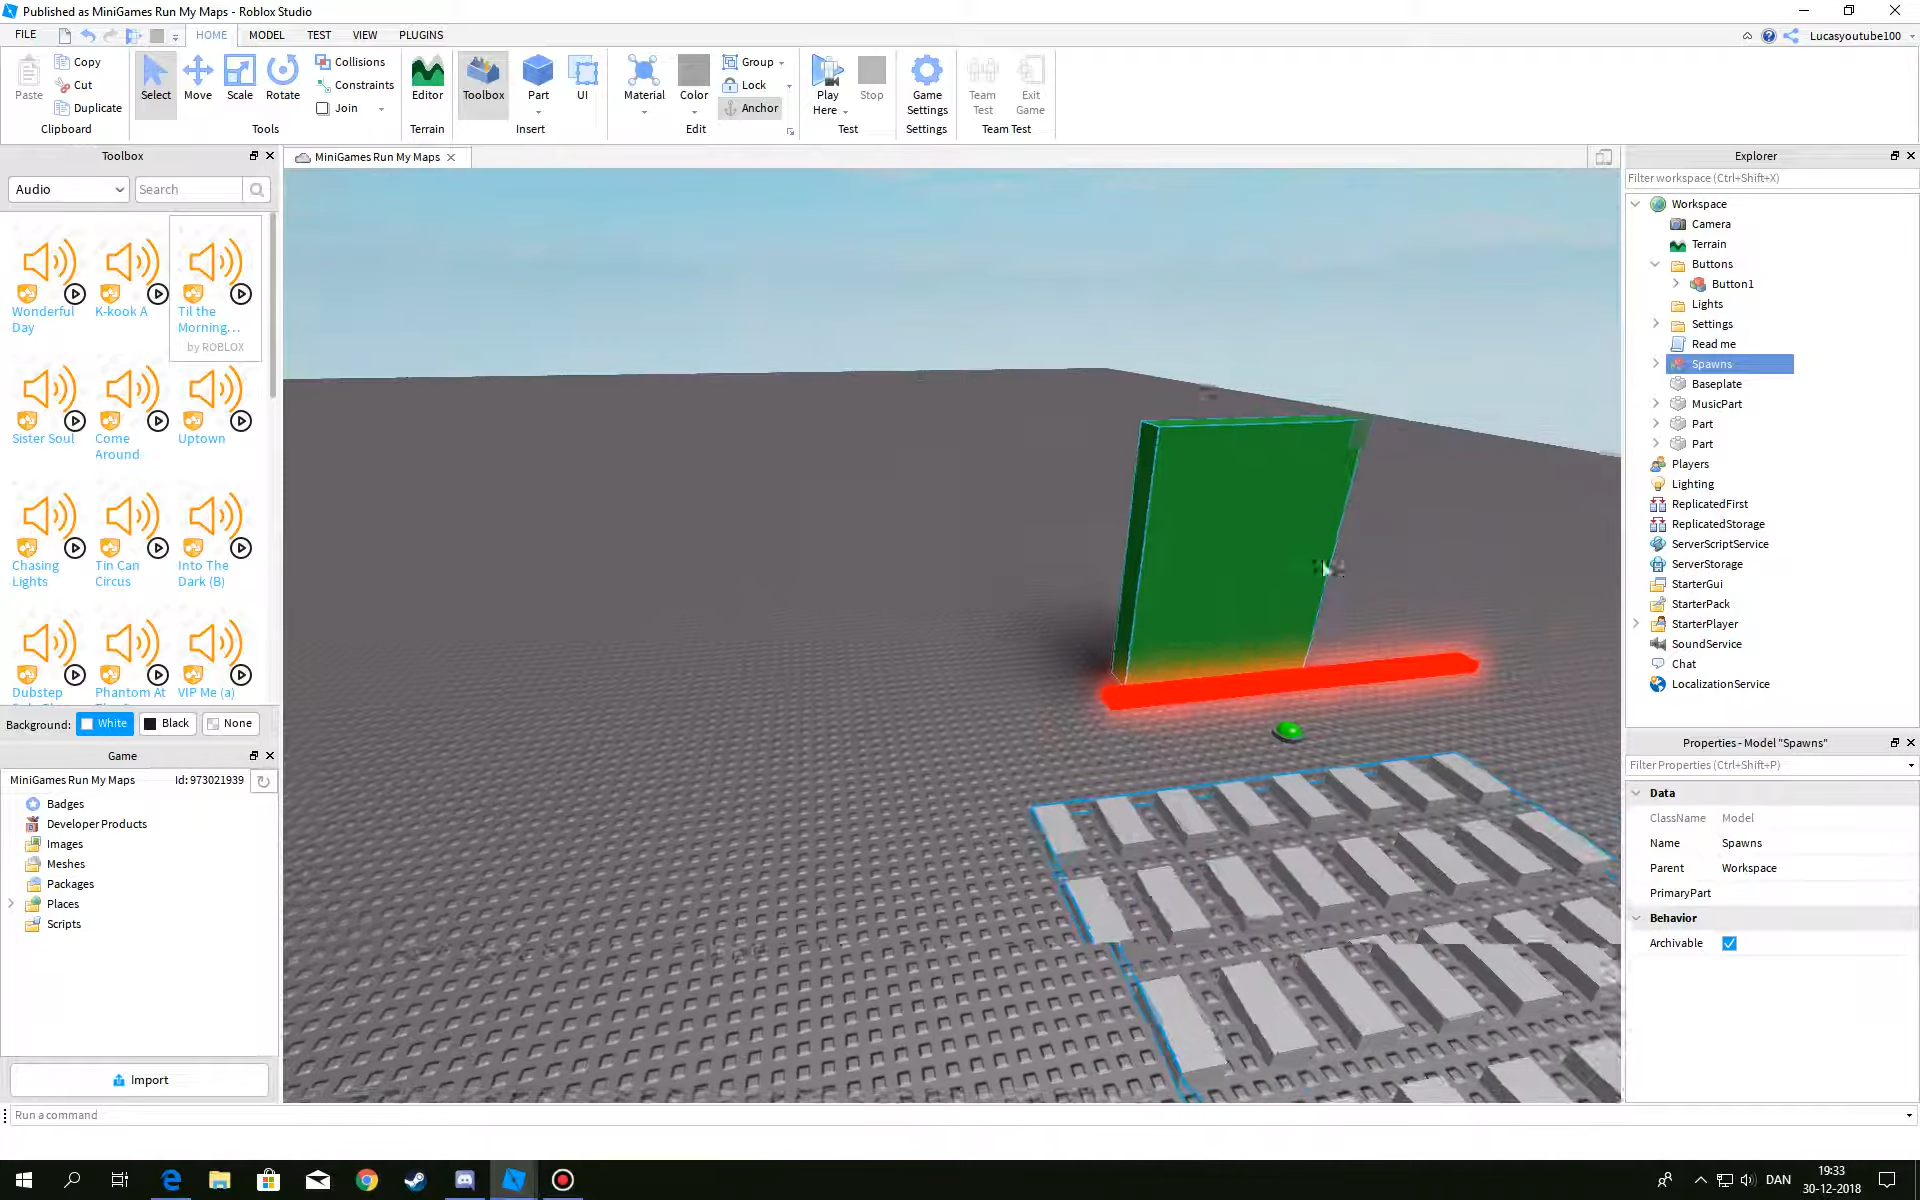 Published as MiniGames Run My Maps - Roblox Studio
FILE
HOME
MODEL
TEST
VIEW
PLUGINS
Lucasyoutube100
Paste
Copy
Cut
Duplicate
Clipboard
Select
Move
Scale
Rotate
Collisions
Constraints
Join
Tools
Editor
Terrain
Toolbox
Part
UI
Insert
Material
Color
Group
Lock
Anchor
Edit
Play
Here
Stop
Test
Game
Settings
Settings
Team
Test
Exit
Game
Team Test
Toolbox
MiniGames Run My Maps
Explorer
Audio
Search
Filter workspace (Ctrl+Shift+X)
Wonderful
Day
K-kook A
Til the
Morning...
by ROBLOX
Sister Soul
Come
Around
Uptown
Chasing
Lights
Tin Can
Circus
Into The
Dark (B)
Dubstep
Phantom At
VIP Me (a)
Background:
White
Black
None
Game
MiniGames Run My Maps
Id: 973021939
Badges
Developer Products
Images
Meshes
Packages
Places
Scripts
Import
Run a command
Workspace
Camera
Terrain
Buttons
Button1
Lights
Settings
Read me
Spawns
Baseplate
MusicPart
Part
Part
Players
Lighting
ReplicatedFirst
ReplicatedStorage
ServerScriptService
ServerStorage
StarterGui
StarterPack
StarterPlayer
SoundService
Chat
LocalizationService
Properties - Model "Spawns"
Filter Properties (Ctrl+Shift+P)
Data
ClassName Model
Name Spawns
Parent Workspace
PrimaryPart
Behavior
Archivable
DAN
19:33
30-12-2018